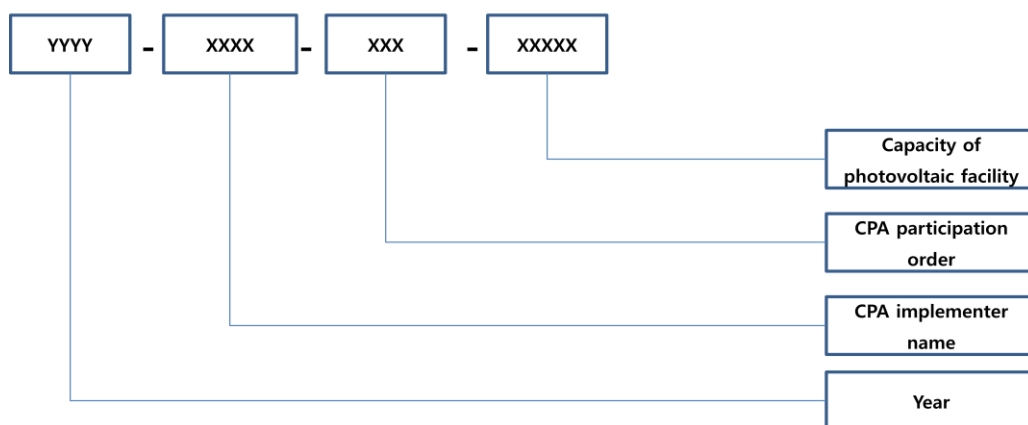 YYYY - XXXX - XXX - XXXXX
Capacity of
photovoltaic facility
CPA participation
order
CPA implementer
name
Year